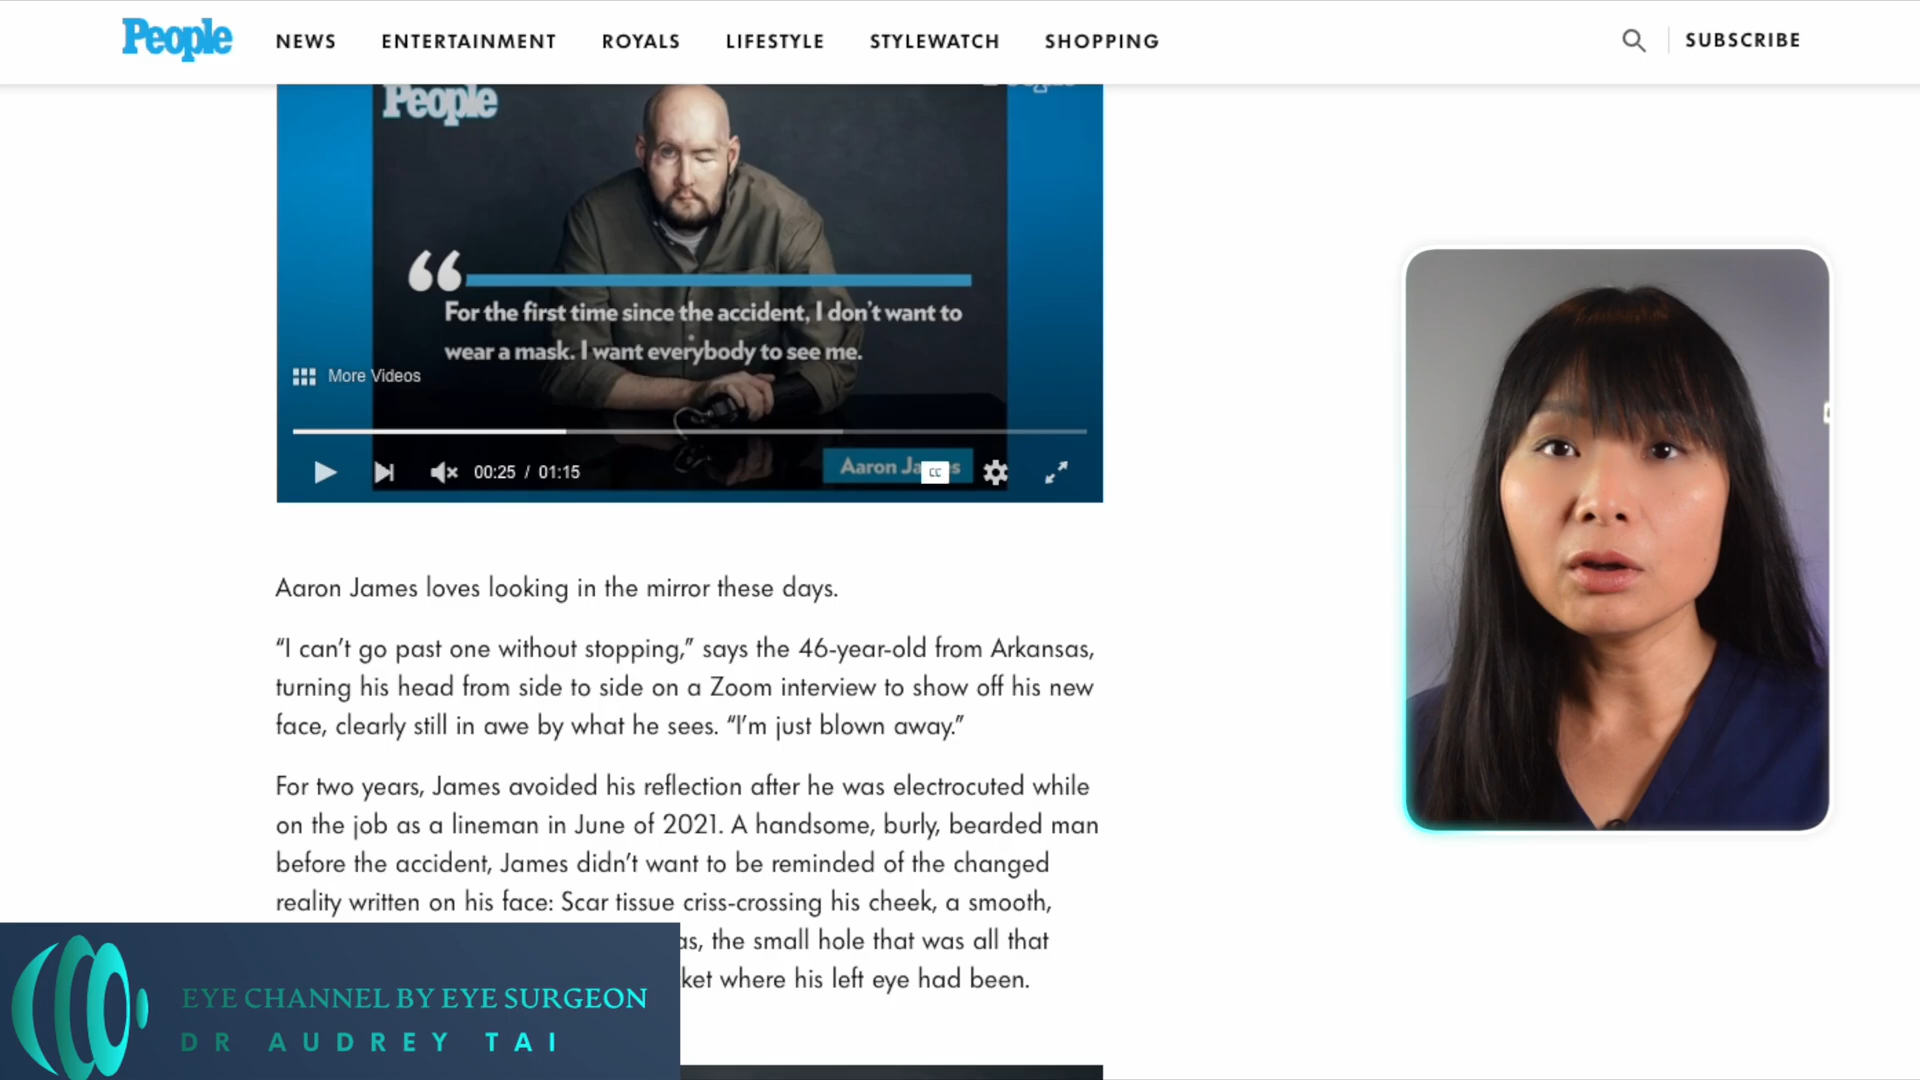 People NEWS ENTERTAINMENT ROYALS LIFESTYLE STYLEWATCH SHOPPING SUBSCRIBE
People
“
For the first time since the accident, I don't want to
wear a mask. I want everybody to see me.
More Videos
00:25 / 01:15 Aaron CC
Aaron James loves looking in the mirror these days.
“I can't go past one without stopping,” says the 46-year-old from Arkansas,
turning his head from side to side on a Zoom interview to show off his new
face, clearly still in awe by what he sees. “I'm just blown away.”
For two years, James avoided his reflection after he was electrocuted while
on the job as a lineman in June of 2021. A handsome, burly, bearded man
before the accident, James didn't want to be reminded of the changed
reality written on his face: Scar tissue criss-crossing his cheek, a smooth,
as, the small hole that was all that
ket where his left eye had been.
EYE CHANNEL BY EYE SURGEON
DR AUDREY TAI